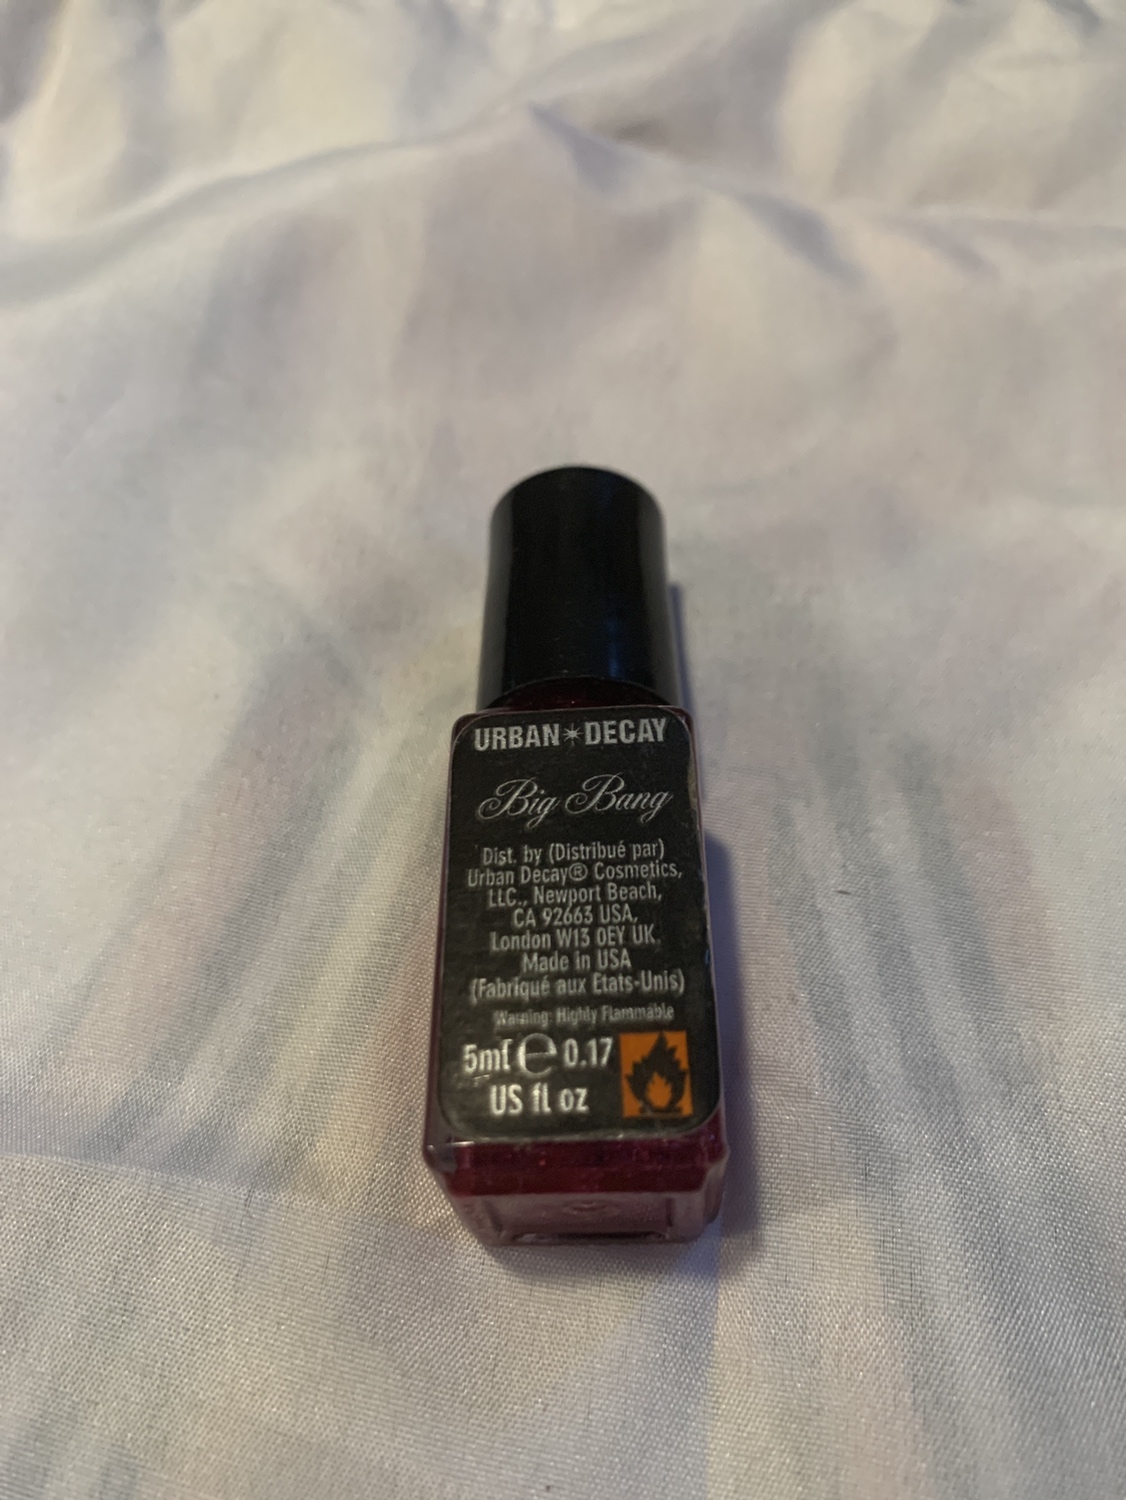 URBAN✴DECAY
Big Bang
Dist. by (Distribué par)
Urban Decay® Cosmetics,
LLC., Newport Beach,
CA 92663 USA,
London W13 0EY UK.
Made in USA
(Fabriqué aux Etats-Unis)
Warning: Highly Flammable
5mℓ ℮ 0.17
US fl oz